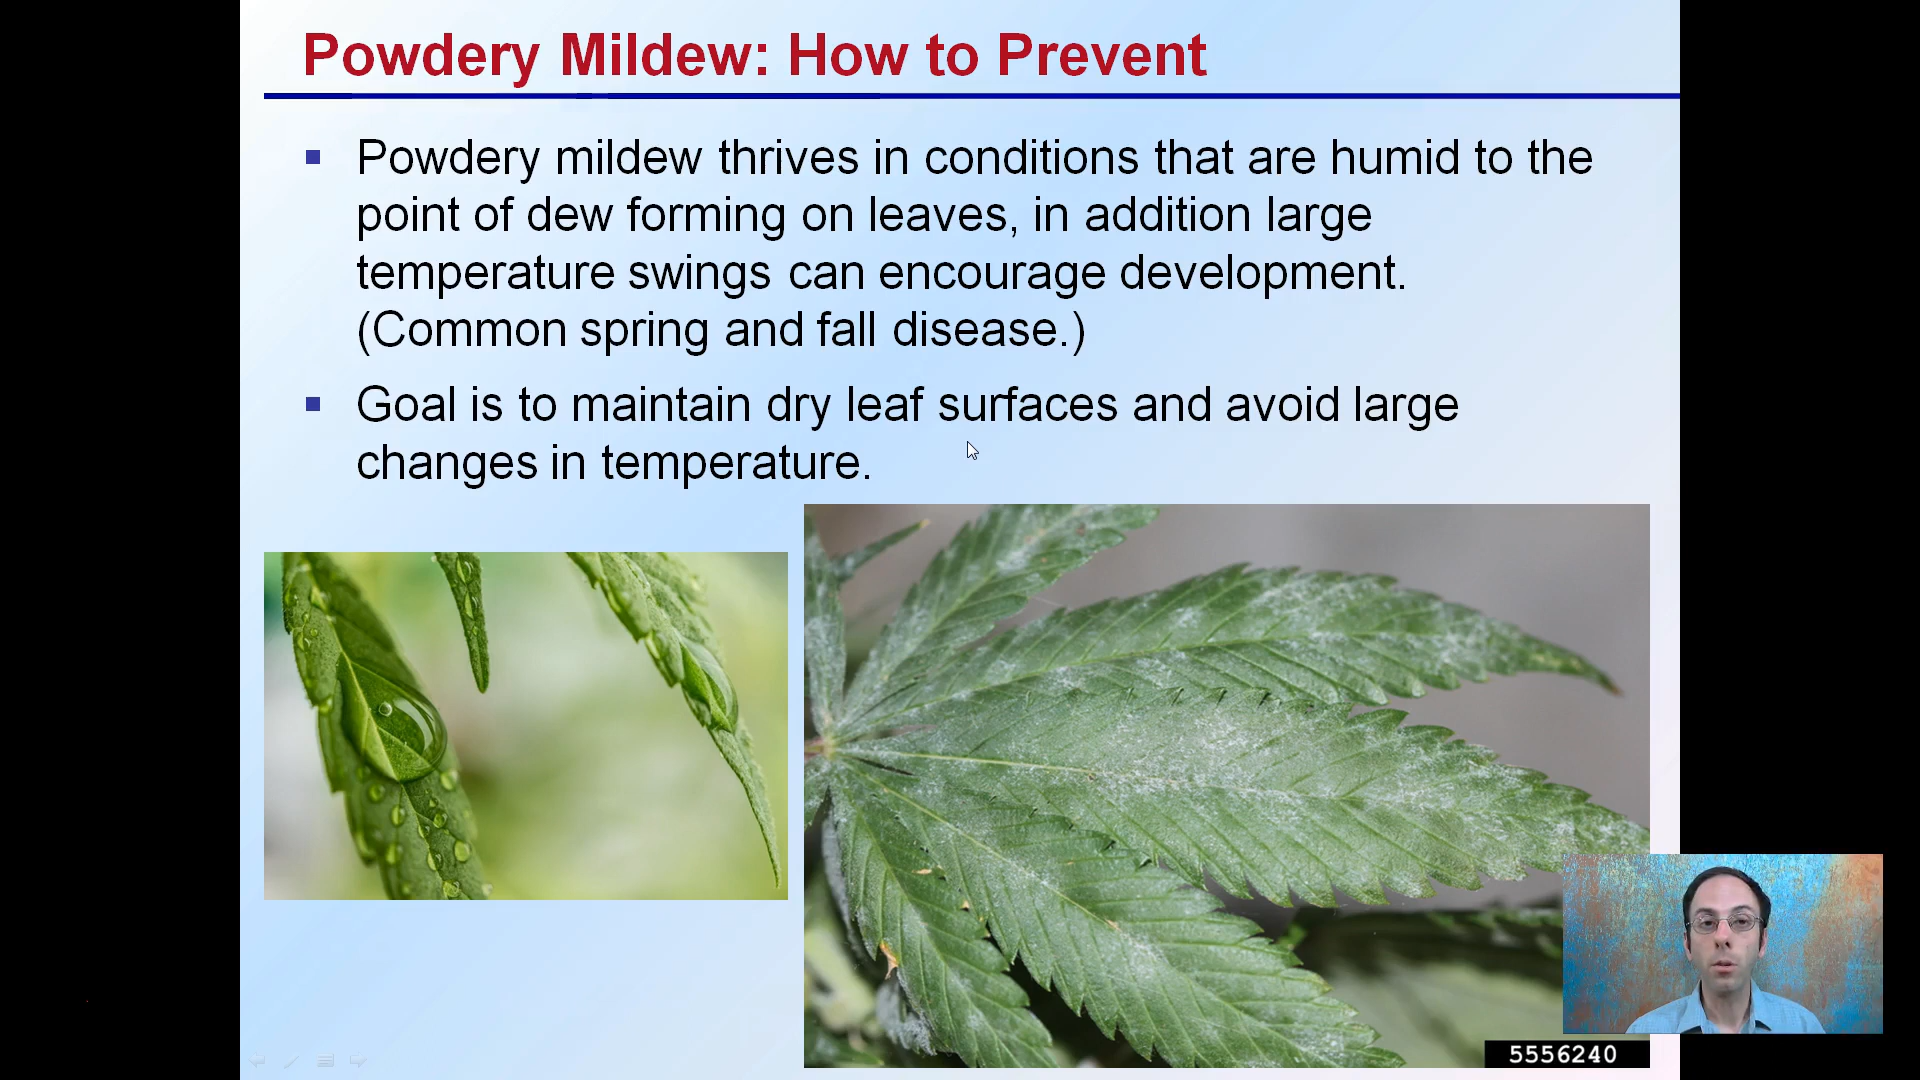 Powdery Mildew: How to Prevent
Powdery mildew thrives in conditions that are humid to the
point of dew forming on leaves, in addition large
temperature swings can encourage development.
(Common spring and fall disease.)
Goal is to maintain dry leaf surfaces and avoid large
changes in temperature.
5556240